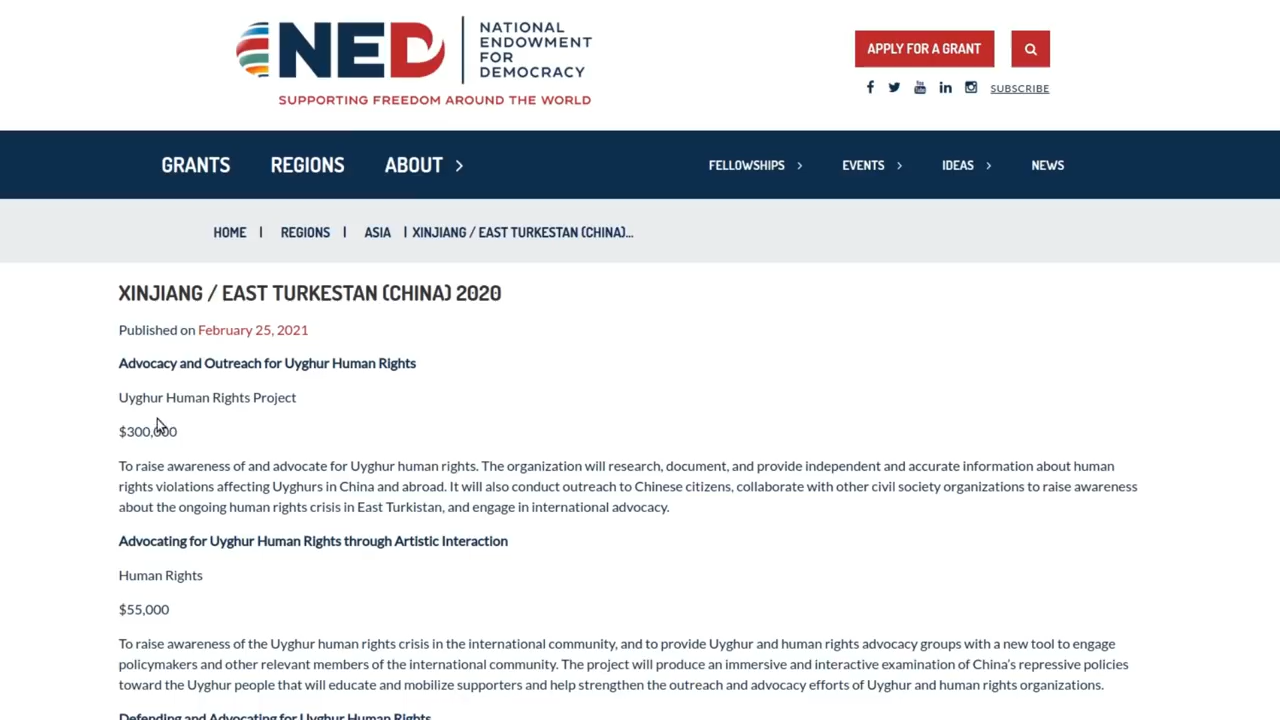 NED
NATIONAL
ENDOWMENT
FOR
DEMOCRACY
SUPPORTING FREEDOM AROUND THE WORLD
APPLY FOR A GRANT
SUBSCRIBE
GRANTS REGIONS ABOUT > FELLOWSHIPS > EVENTS > IDEAS > NEWS
HOME | REGIONS | ASIA | XINJIANG / EAST TURKESTAN (CHINA)...
XINJIANG / EAST TURKESTAN (CHINA) 2020
Published on February 25, 2021
Advocacy and Outreach for Uyghur Human Rights
Uyghur Human Rights Project
$300,000
To raise awareness of and advocate for Uyghur human rights. The organization will research, document, and provide independent and accurate information about human
rights violations affecting Uyghurs in China and abroad. It will also conduct outreach to Chinese citizens, collaborate with other civil society organizations to raise awareness
about the ongoing human rights crisis in East Turkistan, and engage in international advocacy.
Advocating for Uyghur Human Rights through Artistic Interaction
Human Rights
$55,000
To raise awareness of the Uyghur human rights crisis in the international community, and to provide Uyghur and human rights advocacy groups with a new tool to engage
policymakers and other relevant members of the international community. The project will produce an immersive and interactive examination of China's repressive policies
toward the Uyghur people that will educate and mobilize supporters and help strengthen the outreach and advocacy efforts of Uyghur and human rights organizations.
Defending and Advocating for Uyghur Human Rights